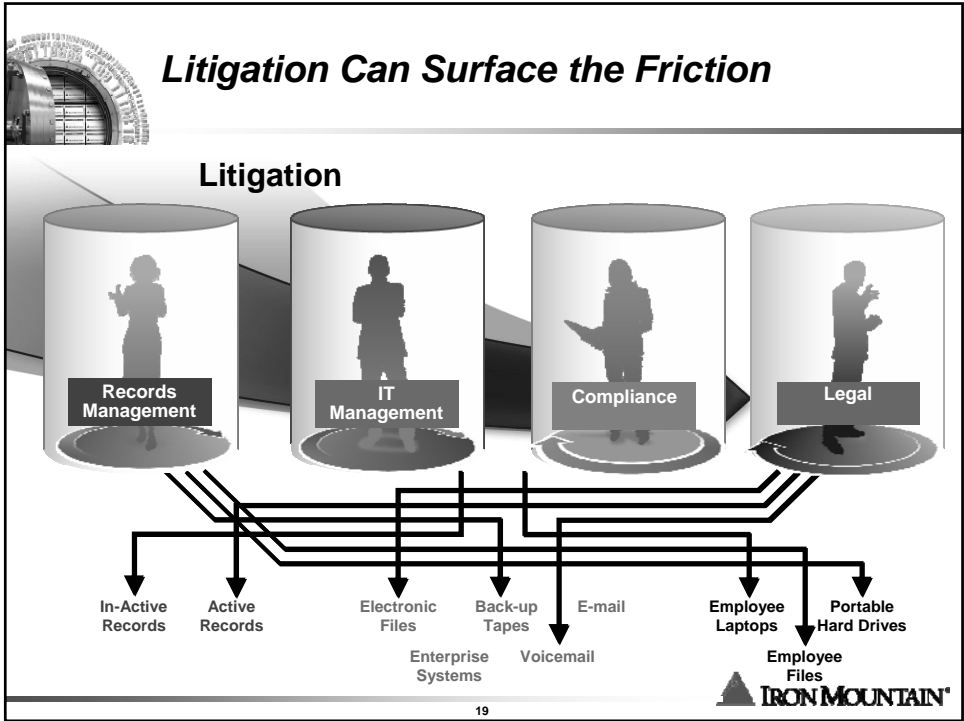 Litigation Can Surface the Friction
Litigation
Records
Management
IT
Management
Compliance
Legal
In-Active
Records
Active
Records
Electronic
Files
Back-up
Tapes
E-mail
Employee
Laptops
Portable
Hard Drives
Enterprise
Systems
Voicemail
Employee
Files
IRON MOUNTAIN®
19